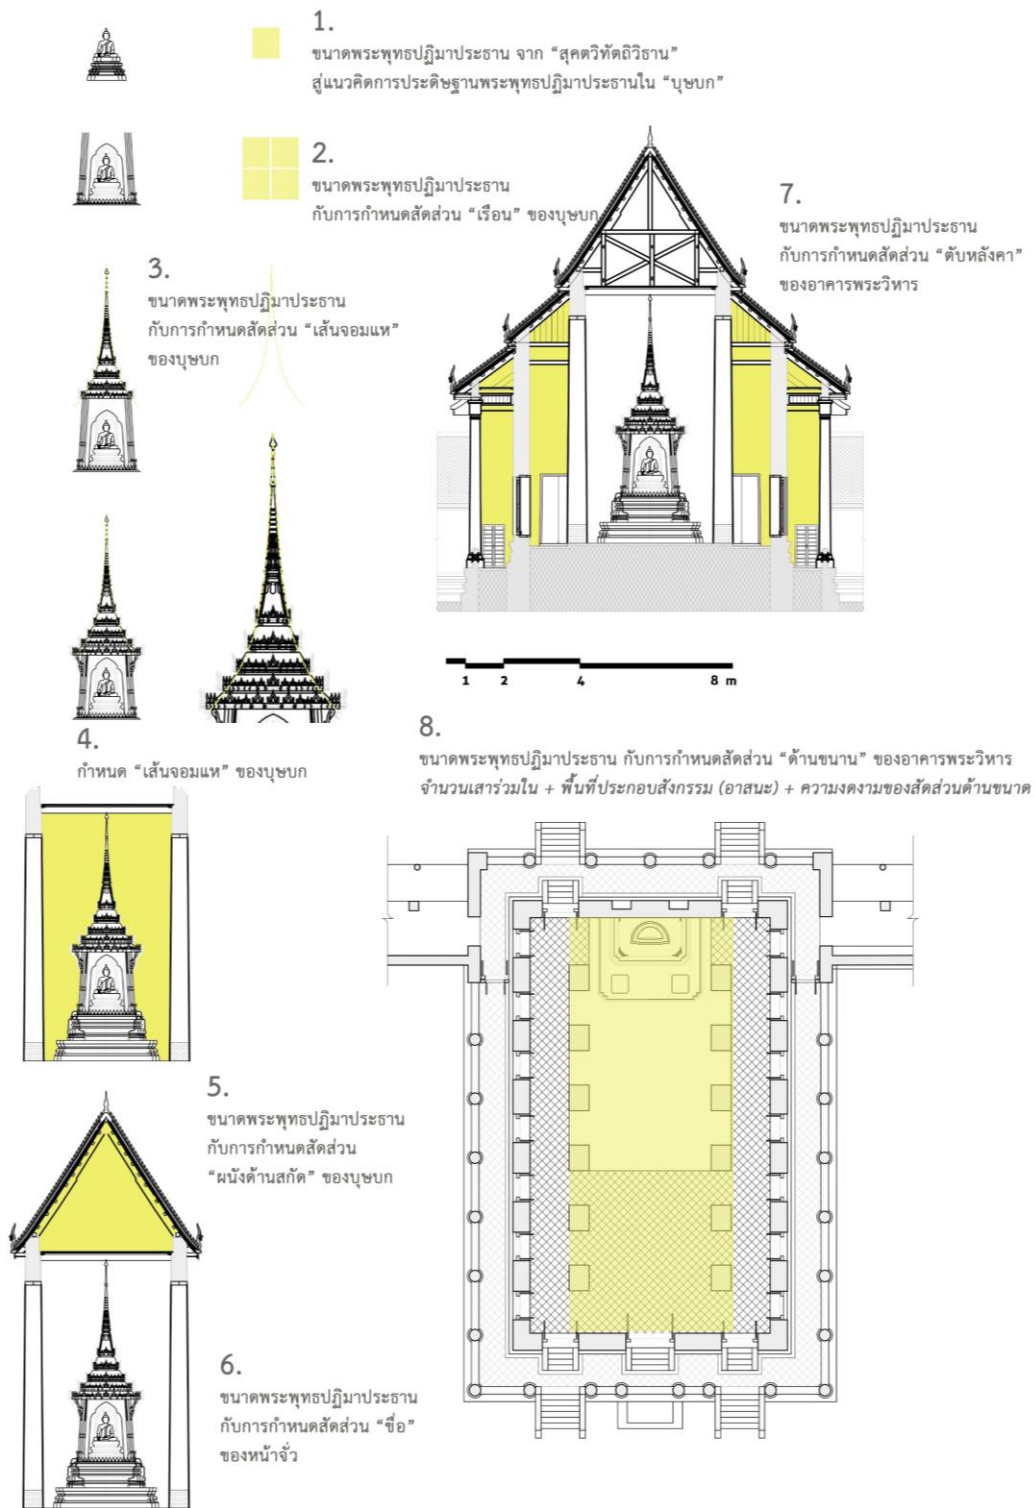 1.
ขนาดพระพุทธปฏิมาประธาน จาก “สุคตวิทัตถิวิธาน”
สู่แนวคิดการประดิษฐานพระพุทธปฏิมาประธานใน “บุษบก”
2.
ขนาดพระพุทธปฏิมาประธาน
กับการกำหนดสัดส่วน “เรือน” ของบุษบก
3.
ขนาดพระพุทธปฏิมาประธาน
กับการกำหนดสัดส่วน “เส้นจอมแห”
ของบุษบก
4.
กำหนด “เส้นจอมแห” ของบุษบก
5.
ขนาดพระพุทธปฏิมาประธาน
กับการกำหนดสัดส่วน
“ผนังด้านสกัด” ของบุษบก
6.
ขนาดพระพุทธปฏิมาประธาน
กับการกำหนดสัดส่วน “ขื่อ”
ของหน้าจั่ว
7.
ขนาดพระพุทธปฏิมาประธาน
กับการกำหนดสัดส่วน “ตับหลังคา”
ของอาคารพระวิหาร
1 2 4 8 m
8.
ขนาดพระพุทธปฏิมาประธาน กับการกำหนดสัดส่วน “ด้านขนาน” ของอาคารพระวิหาร
จำนวนเสาร่วมใน + พื้นที่ประกอบสังกรรม (อาสนะ) + ความงดงามของสัดส่วนด้านขนาด